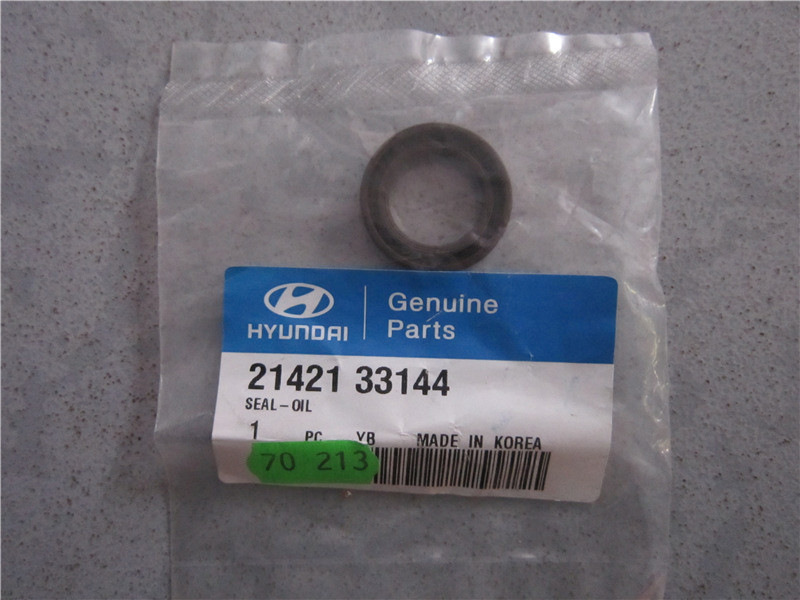 HYUNDAI
Genuine
Parts
21421 33144
SEAL-OIL
1 PC YB MADE IN KOREA
70 213